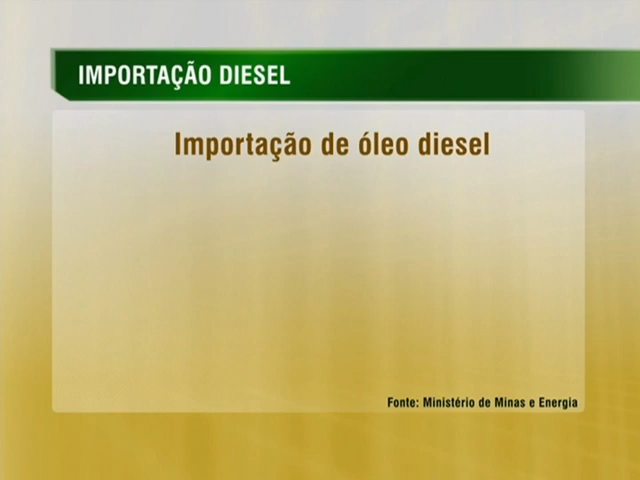 IMPORTAÇÃO DIESEL
Importação de óleo diesel
Fonte: Ministério de Minas e Energia